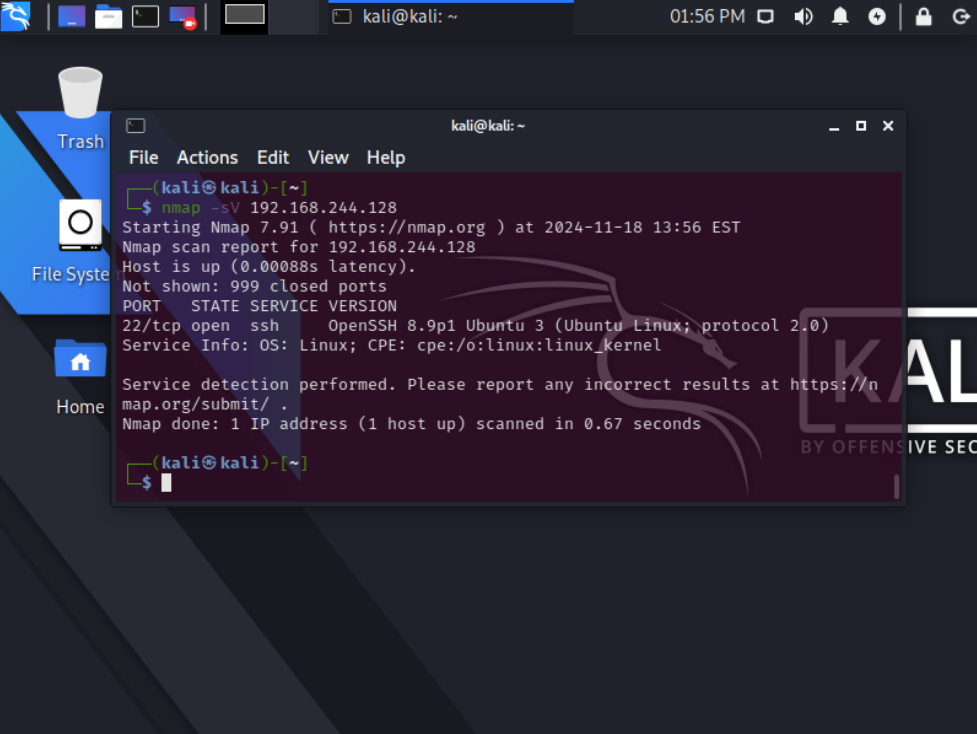 kali@kali: ~
01:56 PM
Trash
File Syste
Home
kali@kali: ~
File Actions Edit View Help
(kali㉿kali)-[~]
$ nmap -sV 192.168.244.128
Starting Nmap 7.91 ( https://nmap.org ) at 2024-11-18 13:56 EST
Nmap scan report for 192.168.244.128
Host is up (0.00088s latency).
Not shown: 999 closed ports
PORT   STATE SERVICE VERSION
22/tcp open  ssh     OpenSSH 8.9p1 Ubuntu 3 (Ubuntu Linux; protocol 2.0)
Service Info: OS: Linux; CPE: cpe:/o:linux:linux_kernel
Service detection performed. Please report any incorrect results at https://n
map.org/submit/ .
Nmap done: 1 IP address (1 host up) scanned in 0.67 seconds
(kali㉿kali)-[~]
$
KAL
BY OFFENSIVE SEC